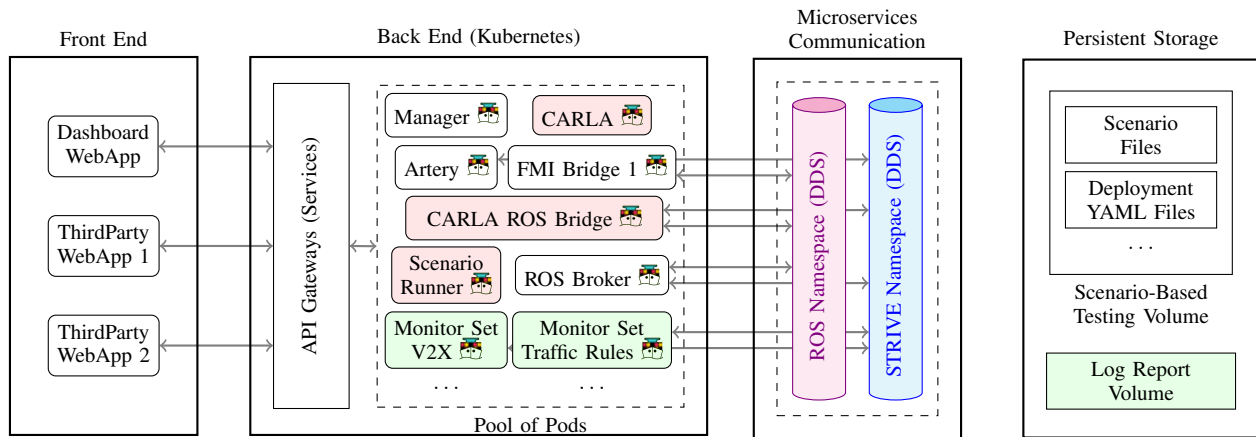 Front End
Dashboard
WebApp
ThirdParty
WebApp 1
ThirdParty
WebApp 2
Back End (Kubernetes)
API Gateways (Services)
Manager
CARLA
Artery
FMI Bridge 1
CARLA ROS Bridge
Scenario
Runner
ROS Broker
Monitor Set
V2X
Monitor Set
Traffic Rules
. . .
. . .
Pool of Pods
Microservices
Communication
ROS Namespace (DDS)
STRIVE Namespace (DDS)
Persistent Storage
Scenario
Files
Deployment
YAML Files
. . .
Scenario-Based
Testing Volume
Log Report
Volume